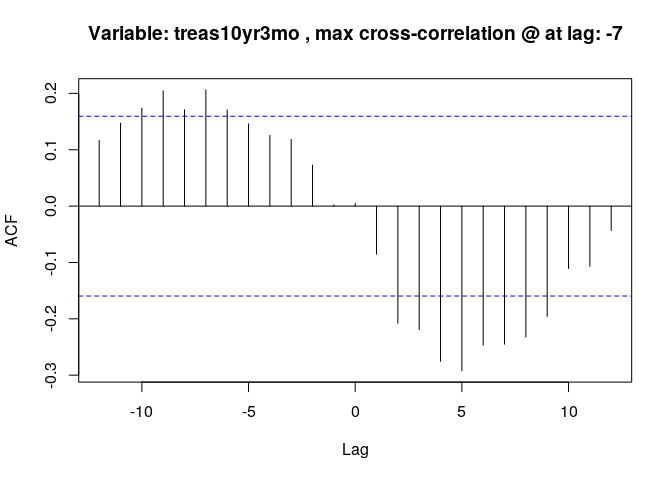 Variable: treas10yr3mo , max cross-correlation @ at lag: -7
0.2
0.1
0.0
-0.1
-0.2
-0.3
ACF
-10 -5 0 5 10
Lag